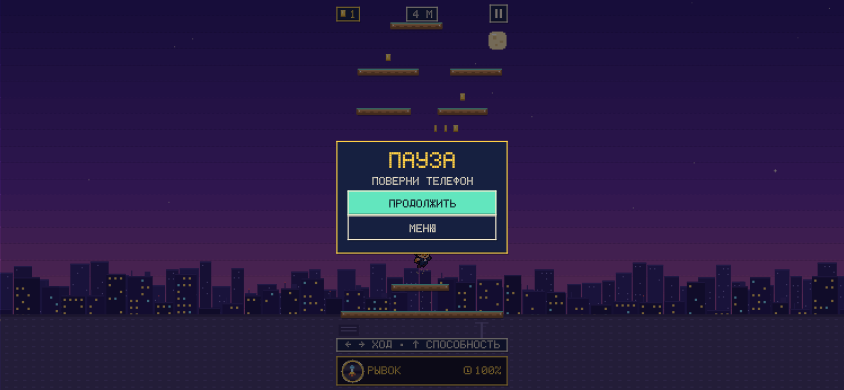 1
4 М
ПАУЗА
ПОВЕРНИ ТЕЛЕФОН
ПРОДОЛЖИТЬ
МЕНЮ
← → ХОД • ↑ СПОСОБНОСТЬ
РЫВОК
100%